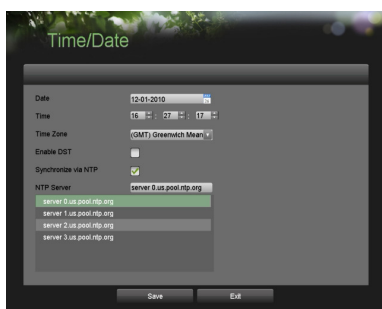 Time/Date
Date 12-01-2010
Time 16 : 27 : 17
Time Zone (GMT) Greenwich Mean
Enable DST
Synchronize via NTP
NTP Server server 0.us.pool.ntp.org
server 0.us.pool.ntp.org
server 1.us.pool.ntp.org
server 2.us.pool.ntp.org
server 3.us.pool.ntp.org
Save Exit